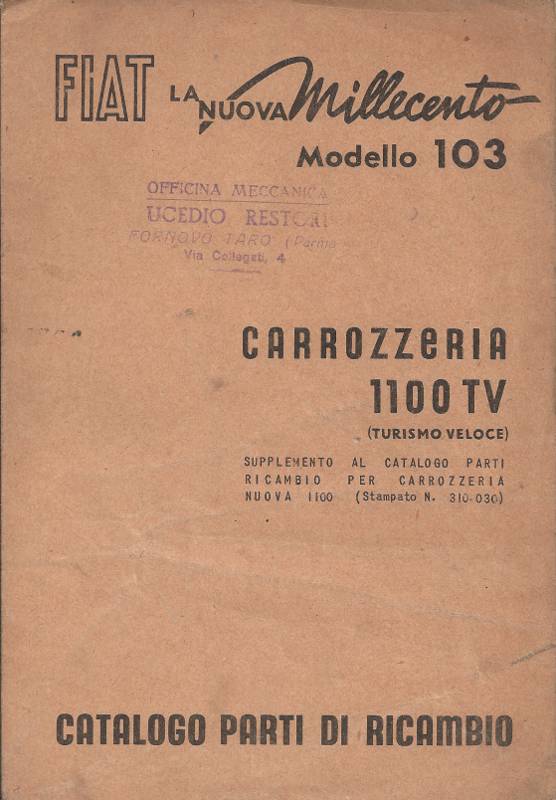 FIAT LA NUOVA Millecento
Modello 103
OFFICINA MECCANICA
UCEDIO RESTORI
FORNOVO TARO (Parma
Via Collegati, 4
CARROZZERIA
1100 TV
(TURISMO VELOCE)
SUPPLEMENTO AL CATALOGO PARTI
RICAMBIO PER CARROZZERIA
NUOVA 1100 (Stampato N. 310-030)
CATALOGO PARTI DI RICAMBIO